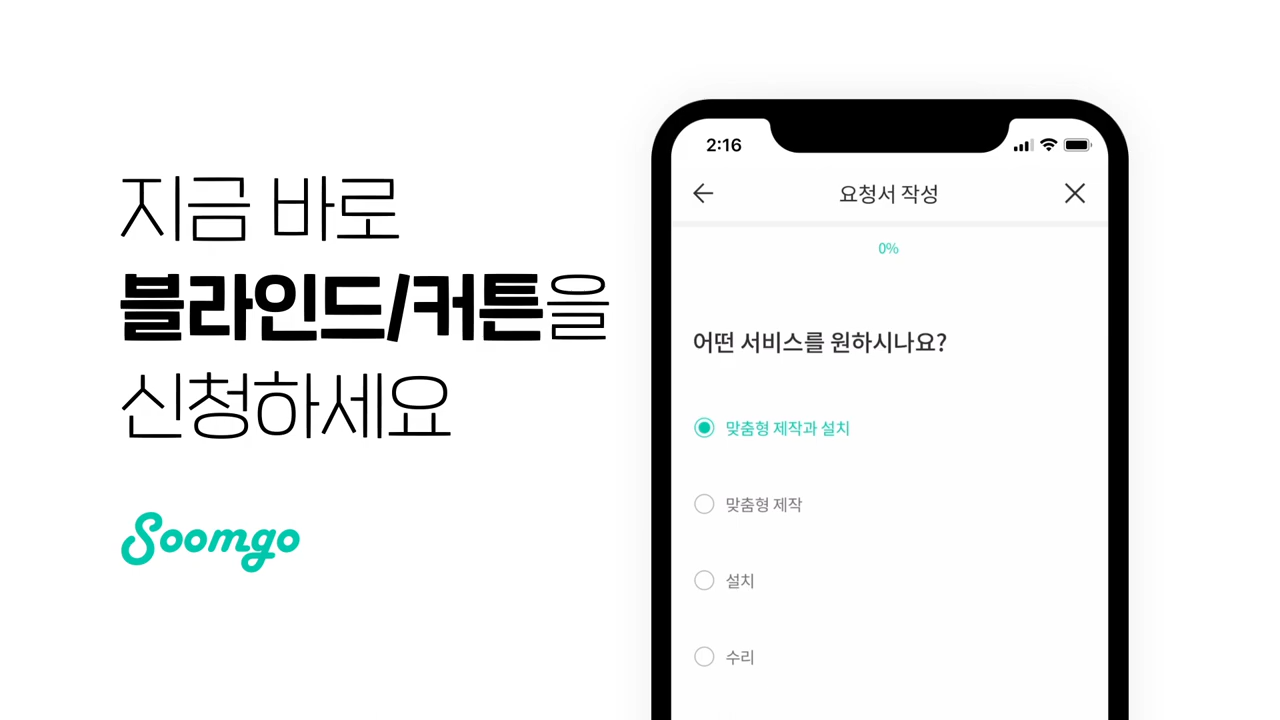 지금 바로
블라인드/커튼을
신청하세요
Soomgo
2:16
요청서 작성
0%
어떤 서비스를 원하시나요?
맞춤형 제작과 설치
맞춤형 제작
설치
수리